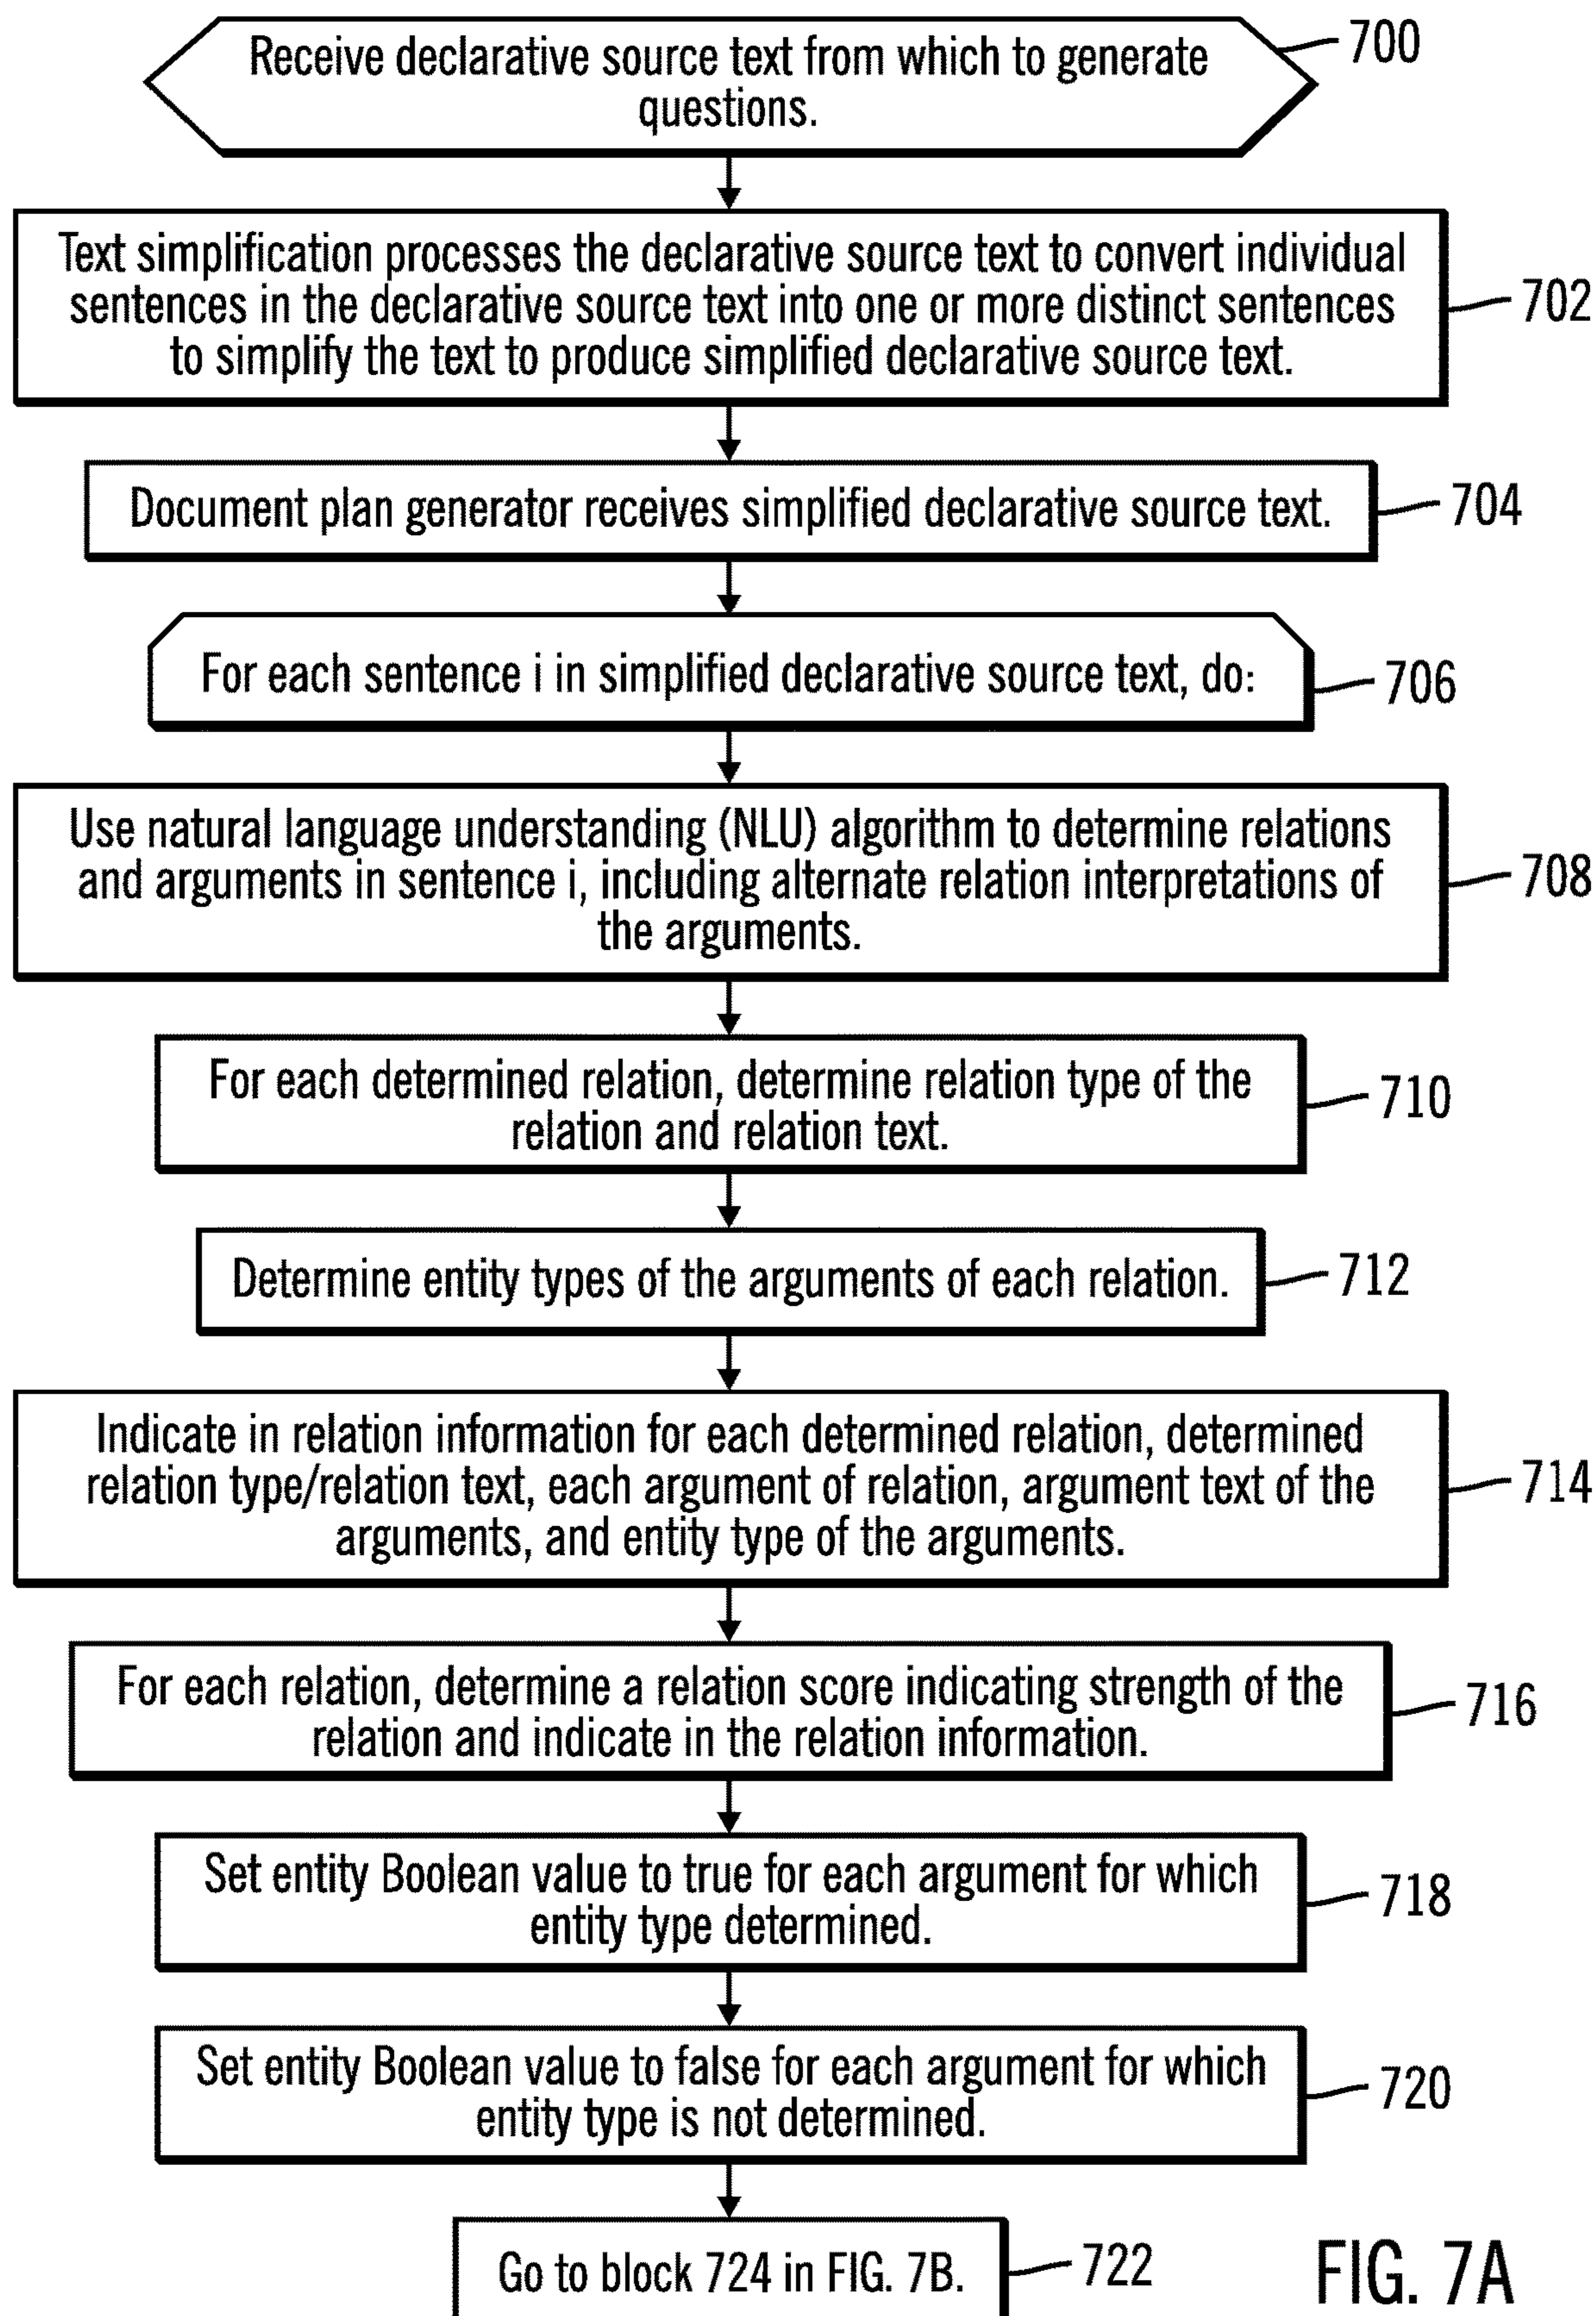 Receive declarative source text from which to generate
questions.
700
Text simplification processes the declarative source text to convert individual
sentences in the declarative source text into one or more distinct sentences
to simplify the text to produce simplified declarative source text.
702
Document plan generator receives simplified declarative source text.
704
For each sentence i in simplified declarative source text, do:
706
Use natural language understanding (NLU) algorithm to determine relations
and arguments in sentence i, including alternate relation interpretations of
the arguments.
708
For each determined relation, determine relation type of the
relation and relation text.
710
Determine entity types of the arguments of each relation.
712
Indicate in relation information for each determined relation, determined
relation type/relation text, each argument of relation, argument text of the
arguments, and entity type of the arguments.
714
For each relation, determine a relation score indicating strength of the
relation and indicate in the relation information.
716
Set entity Boolean value to true for each argument for which
entity type determined.
718
Set entity Boolean value to false for each argument for which
entity type is not determined.
720
Go to block 724 in FIG. 7B.
722
FIG. 7A